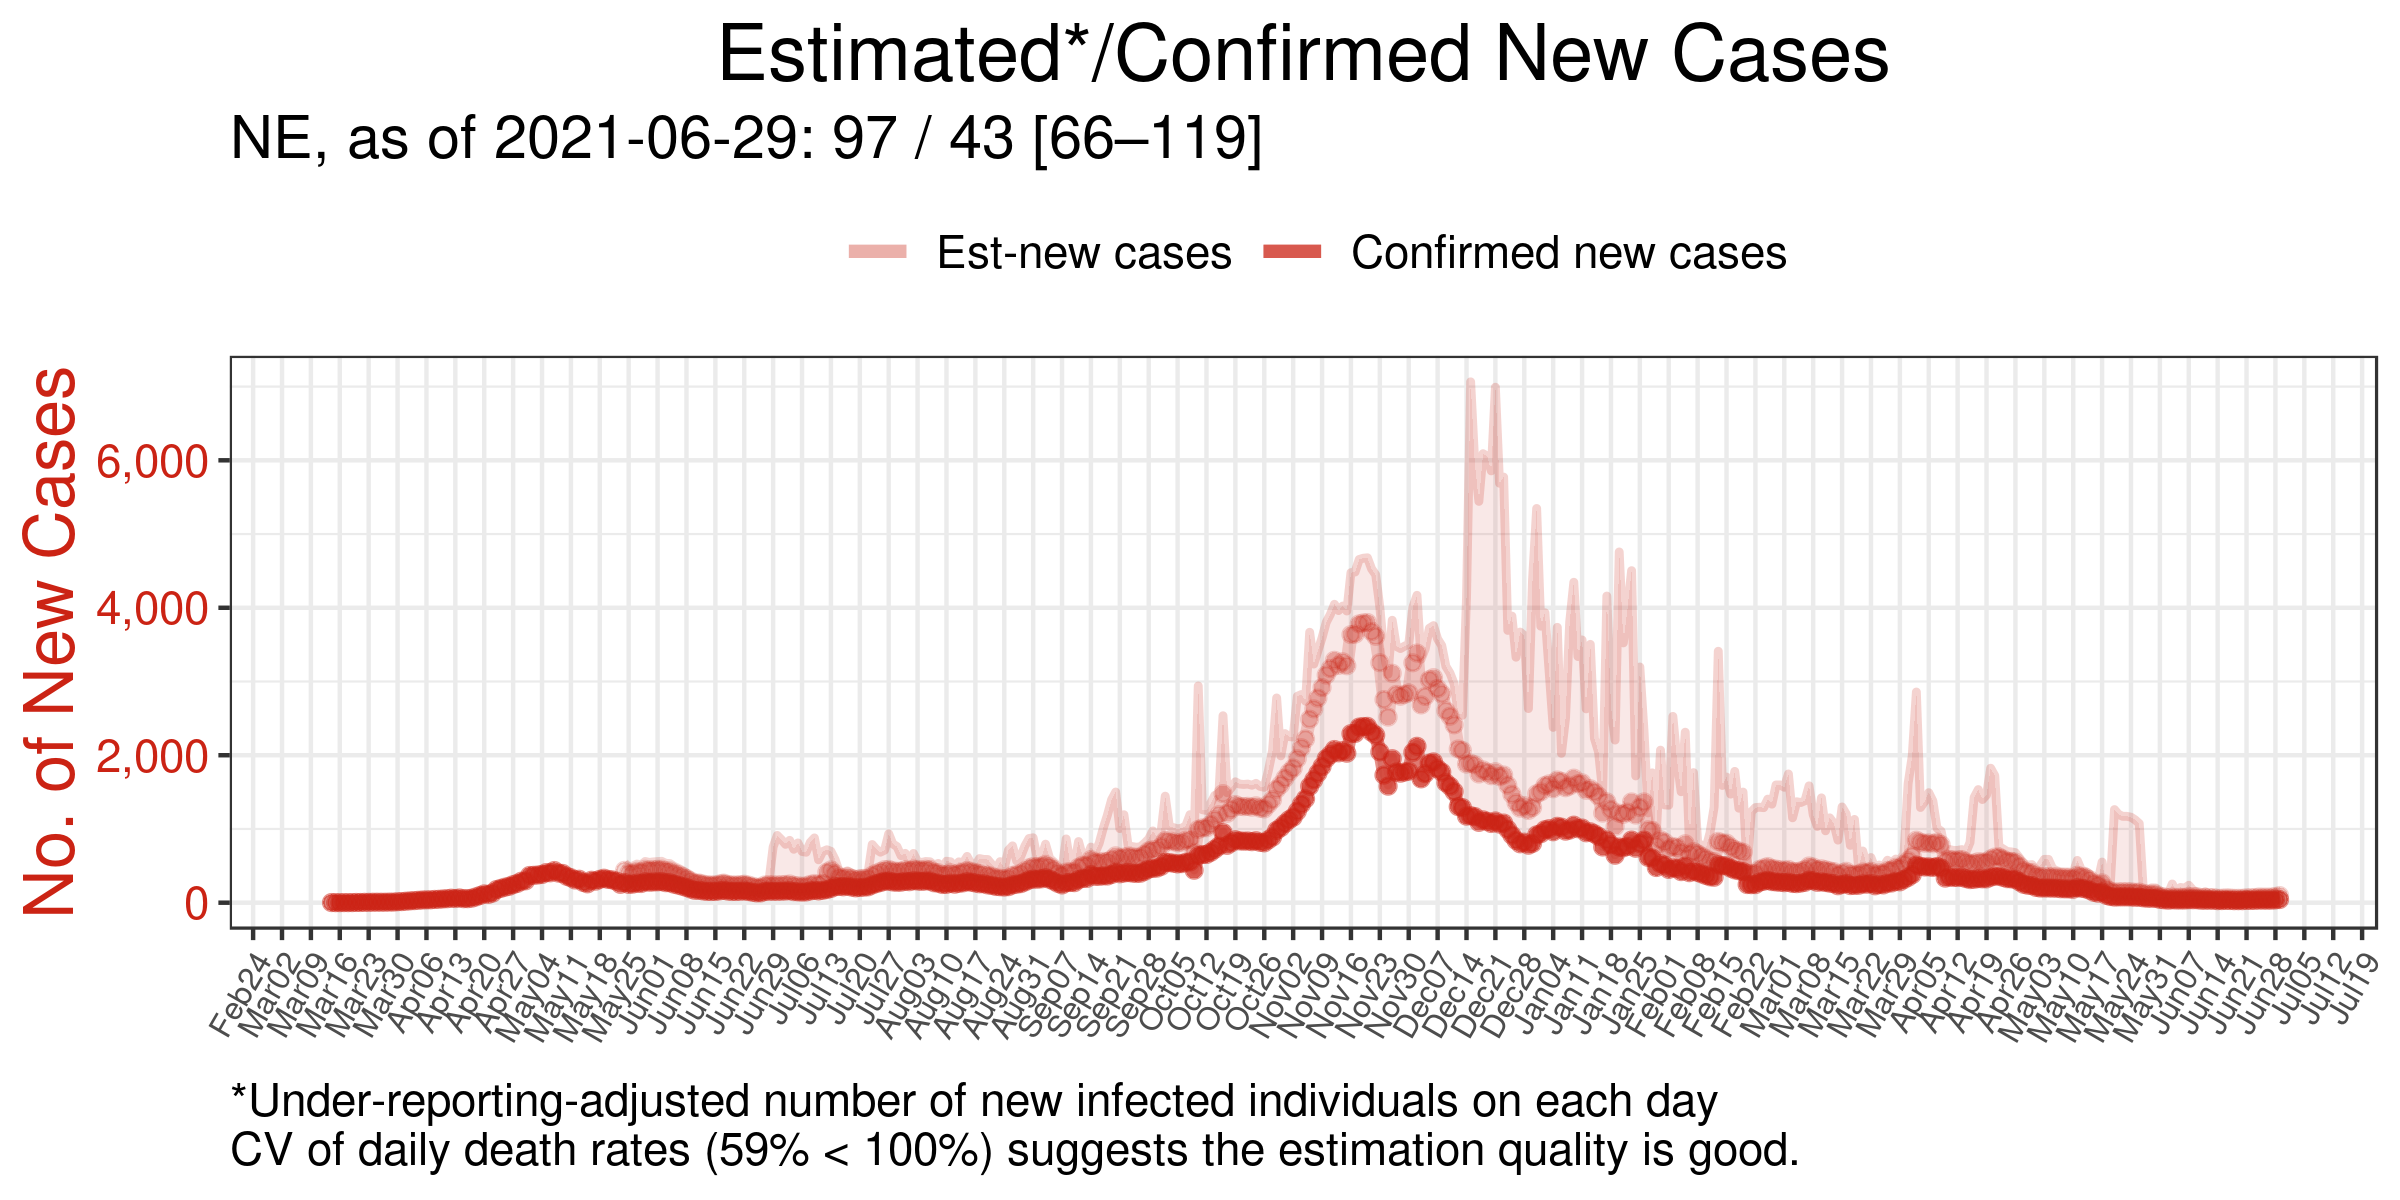 Estimated*/Confirmed New Cases
NE, as of 2021-06-29: 97 / 43 [66–119]
Est-new cases Confirmed new cases
No. of New Cases
6,000
4,000
2,000
0
Feb24 Mar02 Mar09 Mar16 Mar23 Mar30 Apr06 Apr13 Apr20 Apr27 May04 May11 May18 May25 Jun01 Jun08 Jun15 Jun22 Jun29 Jul06 Jul13 Jul20 Jul27 Aug03 Aug10 Aug17 Aug24 Aug31 Sep07 Sep14 Sep21 Sep28 Oct05 Oct12 Oct19 Oct26 Nov02 Nov09 Nov16 Nov23 Nov30 Dec07 Dec14 Dec21 Dec28 Jan04 Jan11 Jan18 Jan25 Feb01 Feb08 Feb15 Feb22 Mar01 Mar08 Mar15 Mar22 Mar29 Apr05 Apr12 Apr19 Apr26 May03 May10 May17 May24 May31 Jun07 Jun14 Jun21 Jun28 Jul05 Jul12 Jul19
*Under-reporting-adjusted number of new infected individuals on each day
CV of daily death rates (59% < 100%) suggests the estimation quality is good.